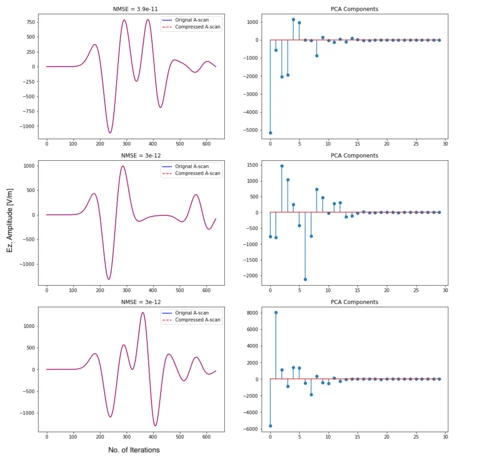 NMSE = 3.9e-11
PCA Components
Orignal A-scan
Compressed A-scan
750
500
250
0
−250
−500
−750
−1000
0 100 200 300 400 500 600
1000
0
−1000
−2000
−3000
−4000
−5000
0 5 10 15 20 25 30
NMSE = 3e-12
PCA Components
Orignal A-scan
Compressed A-scan
Ez. Amplitude [V/m]
1000
500
0
−500
−1000
0 100 200 300 400 500 600
1500
1000
500
0
−500
−1000
−1500
−2000
0 5 10 15 20 25 30
NMSE = 3e-12
PCA Components
Orignal A-scan
Compressed A-scan
1000
500
0
−500
−1000
0 100 200 300 400 500 600
8000
6000
4000
2000
0
−2000
−4000
−6000
0 5 10 15 20 25 30
No. of Iterations